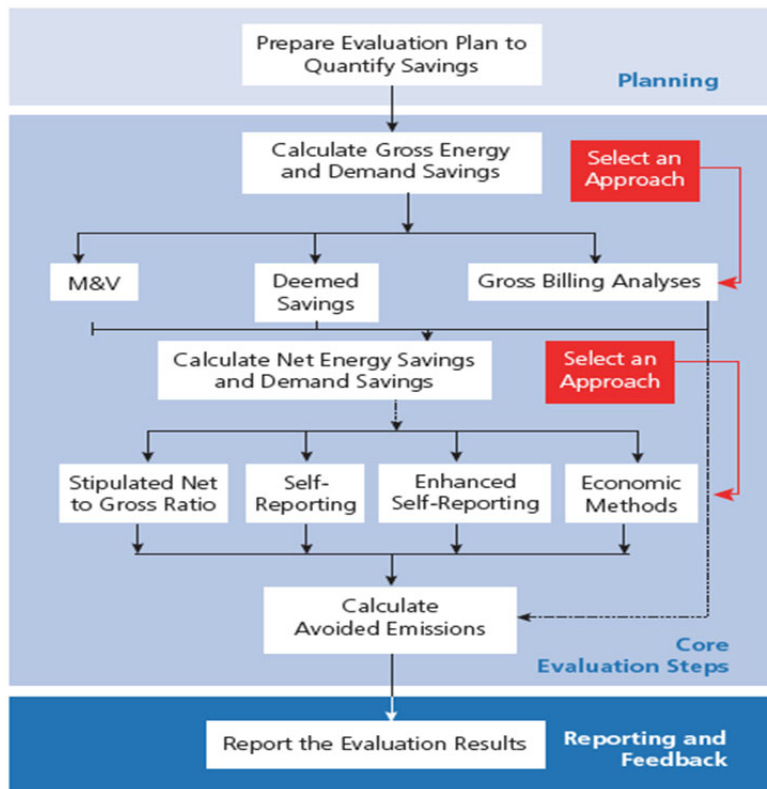 Prepare Evaluation Plan to
Quantify Savings
Planning
Calculate Gross Energy
and Demand Savings
Select an
Approach
M&V
Deemed
Savings
Gross Billing Analyses
Calculate Net Energy Savings
and Demand Savings
Select an
Approach
Stipulated Net
to Gross Ratio
Self-
Reporting
Enhanced
Self-Reporting
Economic
Methods
Calculate
Avoided Emissions
Core
Evaluation Steps
Report the Evaluation Results
Reporting and
Feedback